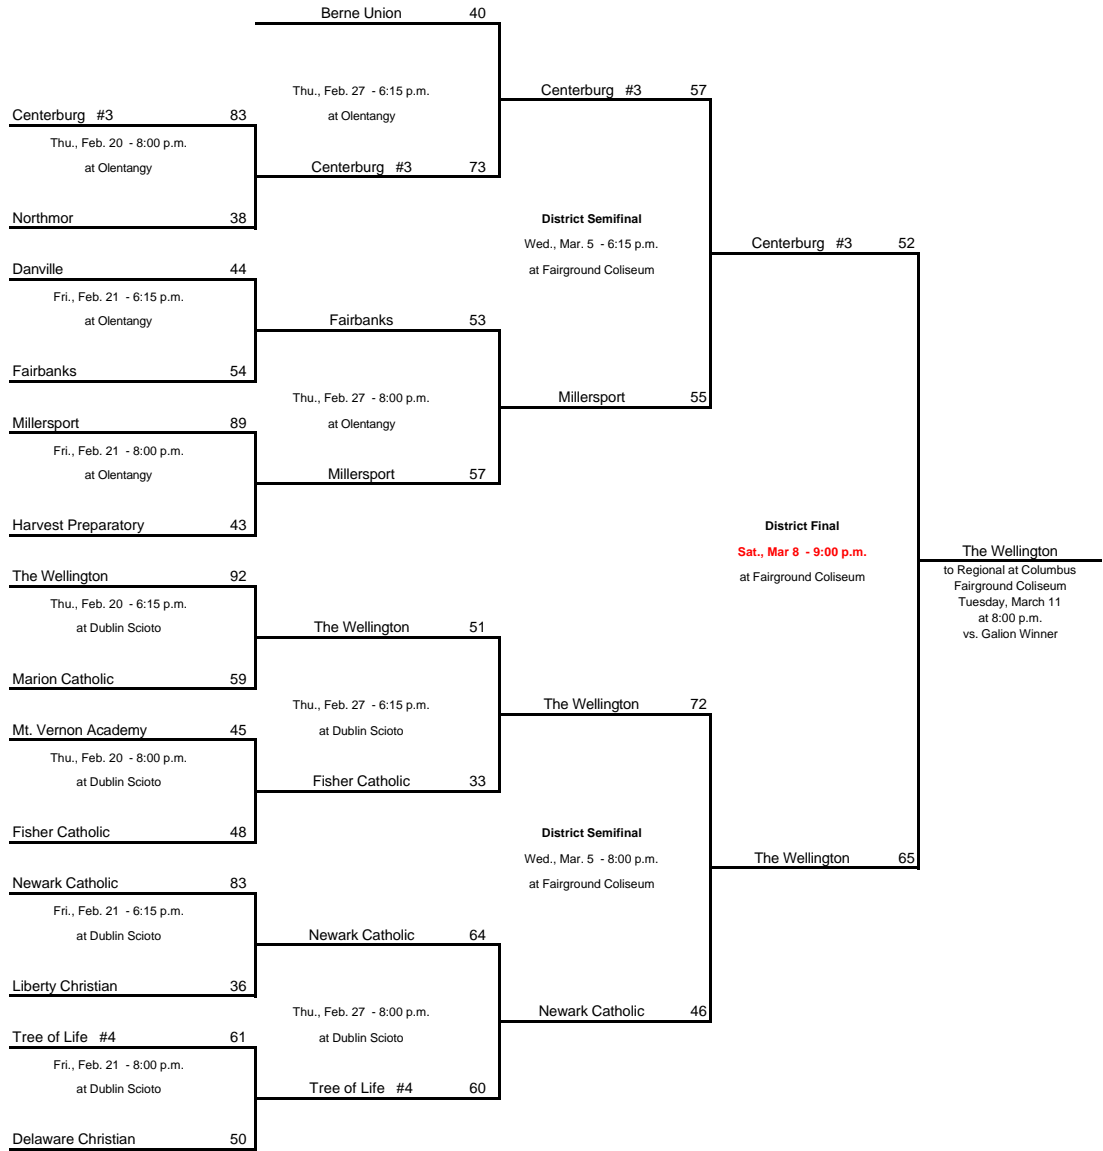 Berne Union 40
Thu., Feb. 27 - 6:15 p.m.
at Olentangy
Centerburg #3 57
Centerburg #3 83
Thu., Feb. 20 - 8:00 p.m.
at Olentangy
Centerburg #3 73
Northmor 38
District Semifinal
Wed., Mar. 5 - 6:15 p.m.
at Fairground Coliseum
Centerburg #3 52
Danville 44
Fri., Feb. 21 - 6:15 p.m.
at Olentangy
Fairbanks 53
Fairbanks 54
Thu., Feb. 27 - 8:00 p.m.
at Olentangy
Millersport 55
Millersport 89
Fri., Feb. 21 - 8:00 p.m.
at Olentangy
Millersport 57
Harvest Preparatory 43
District Final
Sat., Mar 8 - 9:00 p.m.
at Fairground Coliseum
The Wellington
to Regional at Columbus
Fairground Coliseum
Tuesday, March 11
at 8:00 p.m.
vs. Galion Winner
The Wellington 92
Thu., Feb. 20 - 6:15 p.m.
at Dublin Scioto
The Wellington 51
Marion Catholic 59
Thu., Feb. 27 - 6:15 p.m.
at Dublin Scioto
The Wellington 72
Mt. Vernon Academy 45
Thu., Feb. 20 - 8:00 p.m.
at Dublin Scioto
Fisher Catholic 33
Fisher Catholic 48
District Semifinal
Wed., Mar. 5 - 8:00 p.m.
at Fairground Coliseum
The Wellington 65
Newark Catholic 83
Fri., Feb. 21 - 6:15 p.m.
at Dublin Scioto
Newark Catholic 64
Liberty Christian 36
Thu., Feb. 27 - 8:00 p.m.
at Dublin Scioto
Newark Catholic 46
Tree of Life #4 61
Fri., Feb. 21 - 8:00 p.m.
at Dublin Scioto
Tree of Life #4 60
Delaware Christian 50